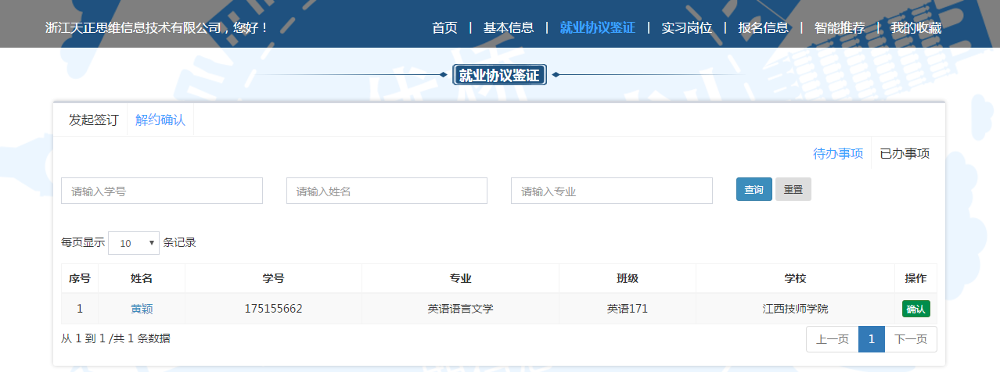 浙江天正思维信息技术有限公司，您好！ 首页 | 基本信息 | 就业协议鉴证 | 实习岗位 | 报名信息 | 智能推荐 | 我的收藏
就业协议鉴证
发起签订 解约确认
待办事项 已办事项
请输入学号 请输入姓名 请输入专业 查询 重置
每页显示 10 条记录
序号 姓名 学号 专业 班级 学校 操作
1 黄颖 175155662 英语语言文学 英语171 江西技师学院 确认
从 1 到 1 /共 1 条数据 上一页 1 下一页